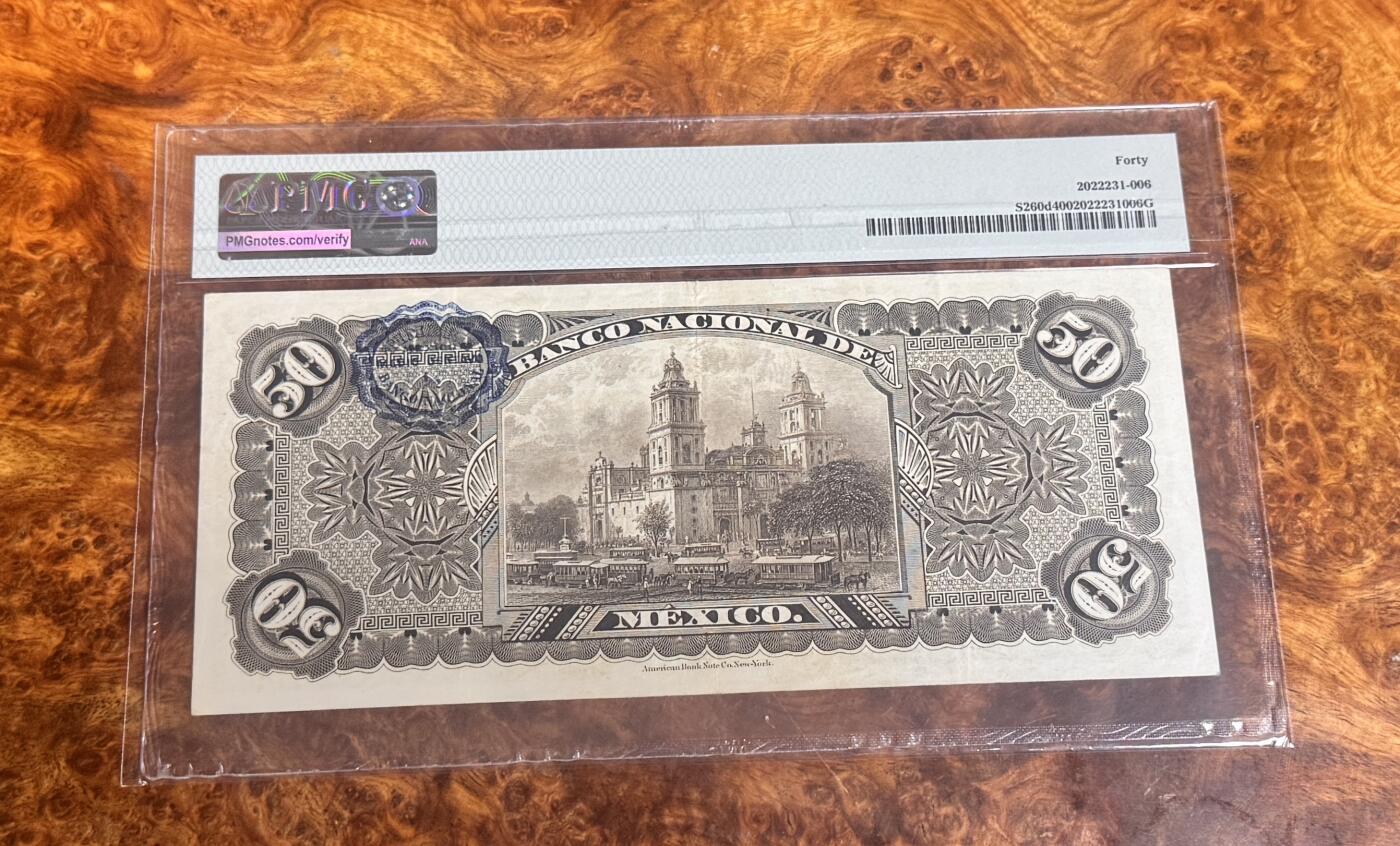 Forty
PMG
2022231-006
S260d4002022231006G
PMGnotes.com/verify
ANA
BANCO NACIONAL DE
50
50
50
50
MÉXICO.
American Bank Note Co. New-York.